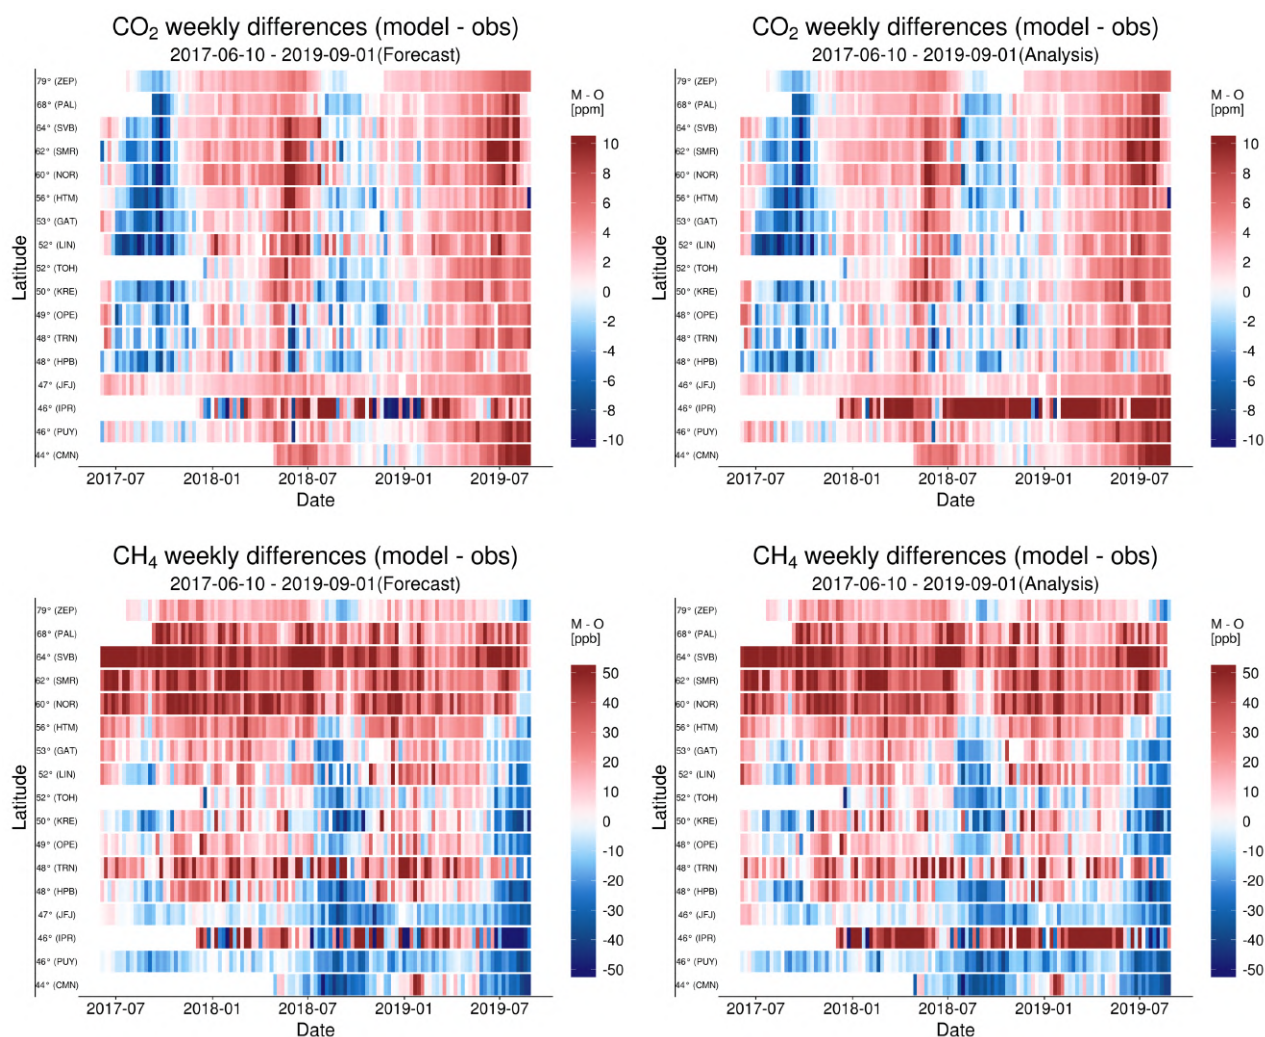 CO₂ weekly differences (model - obs)
2017-06-10 - 2019-09-01(Forecast)
Latitude
79° (ZEP)
68° (PAL)
64° (SVB)
62° (SMR)
60° (NOR)
56° (HTM)
53° (GAT)
52° (LIN)
52° (TOH)
50° (KRE)
49° (OPE)
48° (TRN)
48° (HPB)
47° (JFJ)
46° (IPR)
46° (PUY)
44° (CMN)
2017-07 2018-01 2018-07 2019-01 2019-07
Date
M - O
[ppm]
10
8
6
4
2
0
-2
-4
-6
-8
-10
CO₂ weekly differences (model - obs)
2017-06-10 - 2019-09-01(Analysis)
Latitude
79° (ZEP)
68° (PAL)
64° (SVB)
62° (SMR)
60° (NOR)
56° (HTM)
53° (GAT)
52° (LIN)
52° (TOH)
50° (KRE)
48° (OPE)
48° (TRN)
48° (HPB)
46° (JFJ)
46° (IPR)
46° (PUY)
44° (CMN)
2017-07 2018-01 2018-07 2019-01 2019-07
Date
M - O
[ppm]
10
8
6
4
2
0
-2
-4
-6
-8
-10
CH₄ weekly differences (model - obs)
2017-06-10 - 2019-09-01(Forecast)
Latitude
79° (ZEP)
68° (PAL)
64° (SVB)
62° (SMR)
60° (NOR)
56° (HTM)
53° (GAT)
52° (LIN)
52° (TOH)
50° (KRE)
49° (OPE)
48° (TRN)
48° (HPB)
47° (JFJ)
46° (IPR)
46° (PUY)
44° (CMN)
2017-07 2018-01 2018-07 2019-01 2019-07
Date
M - O
[ppb]
50
40
30
20
10
0
-10
-20
-30
-40
-50
CH₄ weekly differences (model - obs)
2017-06-10 - 2019-09-01(Analysis)
Latitude
79° (ZEP)
68° (PAL)
64° (SVB)
62° (SMR)
60° (NOR)
56° (HTM)
53° (GAT)
52° (LIN)
52° (TOH)
50° (KRE)
48° (OPE)
48° (TRN)
48° (HPB)
46° (JFJ)
46° (IPR)
46° (PUY)
44° (CMN)
2017-07 2018-01 2018-07 2019-01 2019-07
Date
M - O
[ppb]
50
40
30
20
10
0
-10
-20
-30
-40
-50